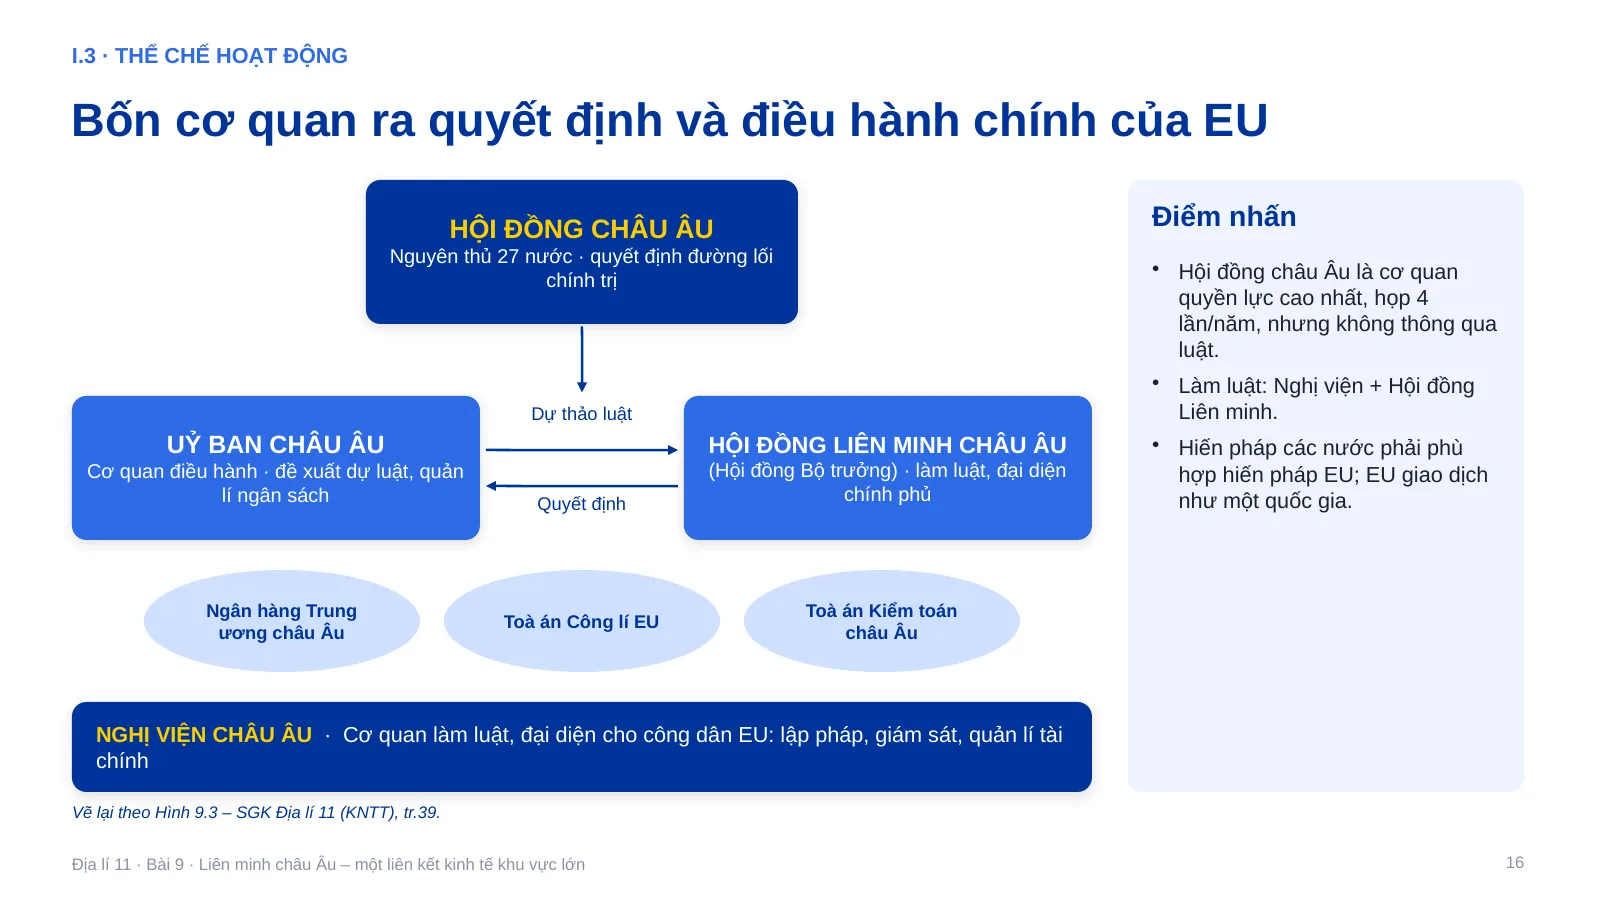 I.3 · THỂ CHẾ HOẠT ĐỘNG
Bốn cơ quan ra quyết định và điều hành chính của EU
HỘI ĐỒNG CHÂU ÂU
Nguyên thủ 27 nước · quyết định đường lối
chính trị
Dự thảo luật
UỶ BAN CHÂU ÂU
Cơ quan điều hành · đề xuất dự luật, quản
lí ngân sách
HỘI ĐỒNG LIÊN MINH CHÂU ÂU
(Hội đồng Bộ trưởng) · làm luật, đại diện
chính phủ
Quyết định
Ngân hàng Trung
ương châu Âu
Toà án Công lí EU
Toà án Kiểm toán
châu Âu
NGHỊ VIỆN CHÂU ÂU · Cơ quan làm luật, đại diện cho công dân EU: lập pháp, giám sát, quản lí tài
chính
Vẽ lại theo Hình 9.3 – SGK Địa lí 11 (KNTT), tr.39.
Điểm nhấn
• Hội đồng châu Âu là cơ quan
quyền lực cao nhất, họp 4
lần/năm, nhưng không thông qua
luật.
• Làm luật: Nghị viện + Hội đồng
Liên minh.
• Hiến pháp các nước phải phù
hợp hiến pháp EU; EU giao dịch
như một quốc gia.
Địa lí 11 · Bài 9 · Liên minh châu Âu – một liên kết kinh tế khu vực lớn
16